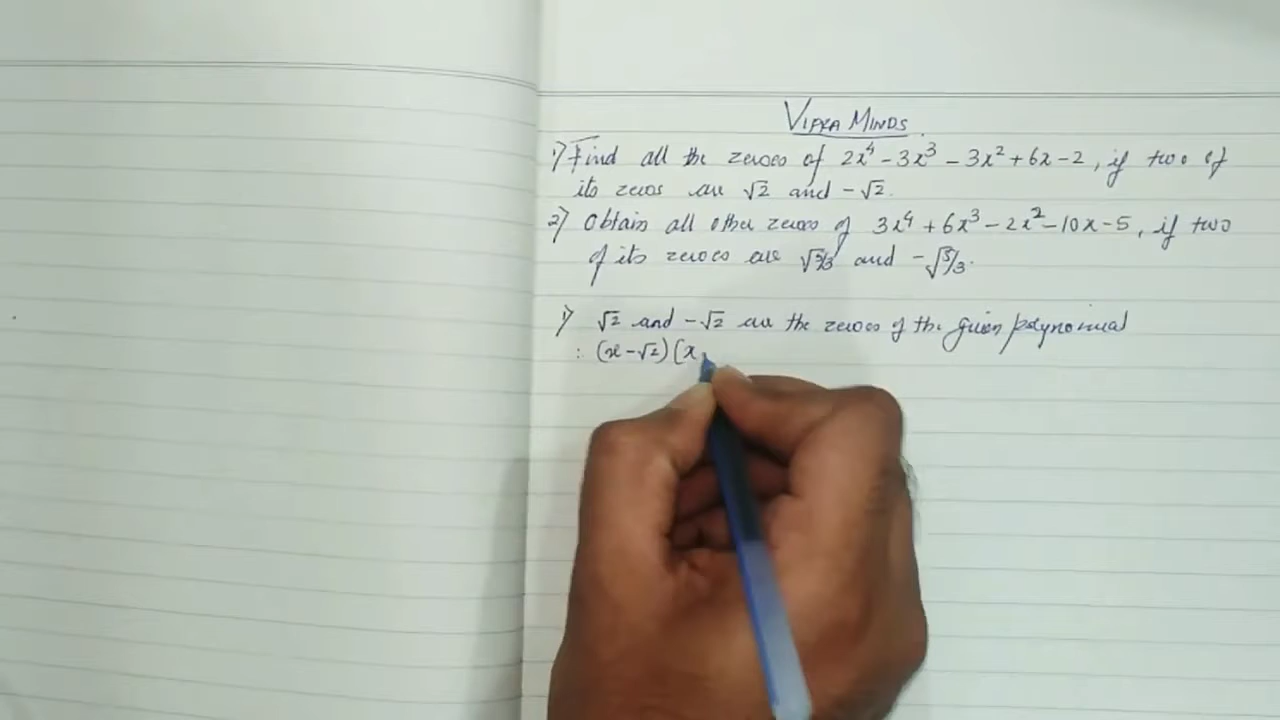 VIPRA MINDS.
1) Find all the zeroes of 2x⁴ - 3x³ - 3x² + 6x - 2, if two of
its zeros are √2 and -√2.
2) Obtain all other zeroes of 3x⁴ + 6x³ - 2x² - 10x - 5, if two
of its zeroes are √5/3 and -√5/3.
1) √2 and -√2 are the zeroes of the given polynomial
: (x - √2) (x